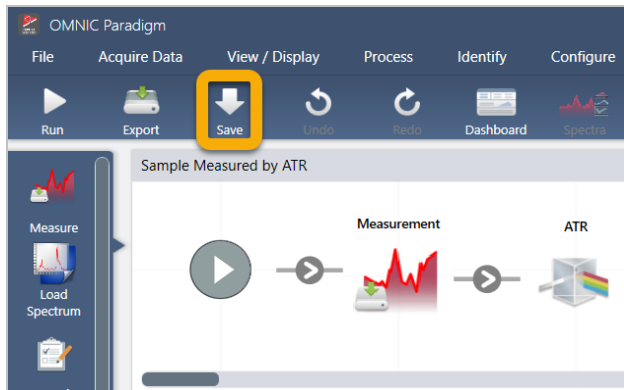 OMNIC Paradigm
File Acquire Data View / Display Process Identify Configure
Run Export Save Undo Redo Dashboard Spectra
Sample Measured by ATR
Measure
Load
Spectrum
Measurement
ATR